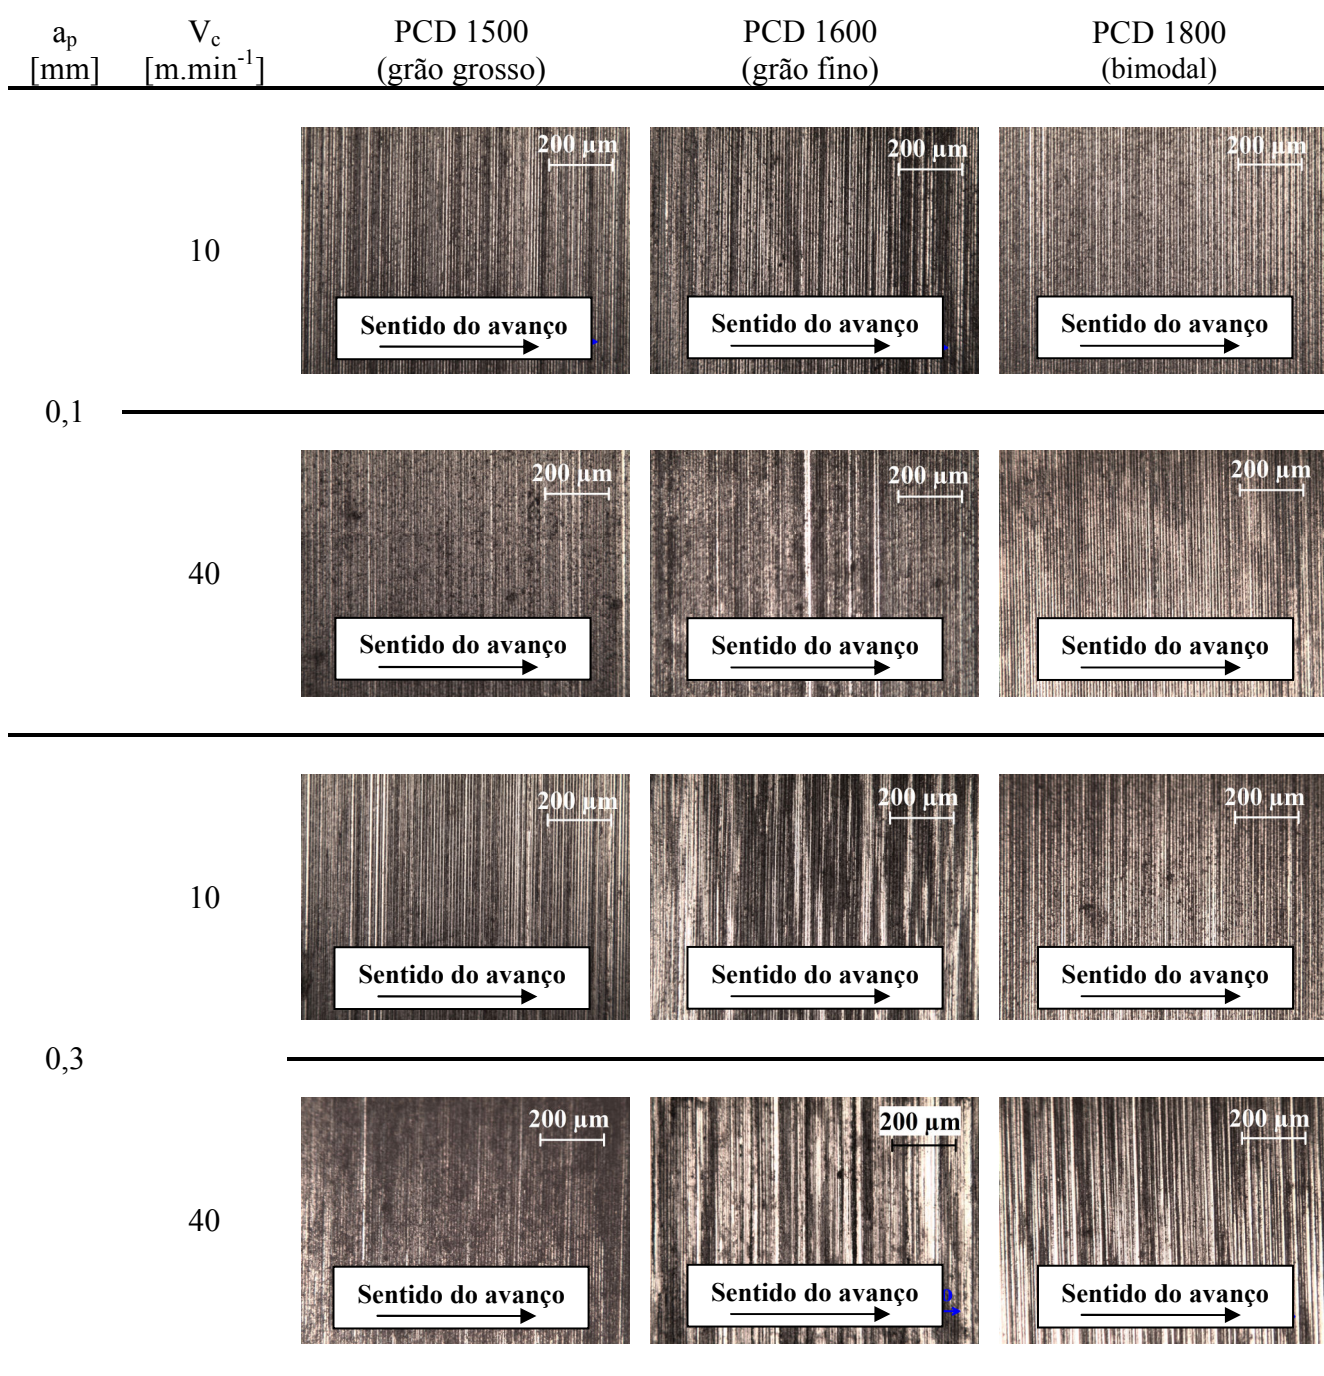 a_p V_c PCD 1500 PCD 1600 PCD 1800
[mm] [m.min⁻¹] (grão grosso) (grão fino) (bimodal)
200 µm 200 µm 200 µm
10
Sentido do avanço Sentido do avanço Sentido do avanço
0,1
200 µm 200 µm 200 µm
40
Sentido do avanço Sentido do avanço Sentido do avanço
200 µm 200 µm 200 µm
10
Sentido do avanço Sentido do avanço Sentido do avanço
0,3
200 µm 200 µm 200 µm
40
Sentido do avanço Sentido do avanço Sentido do avanço